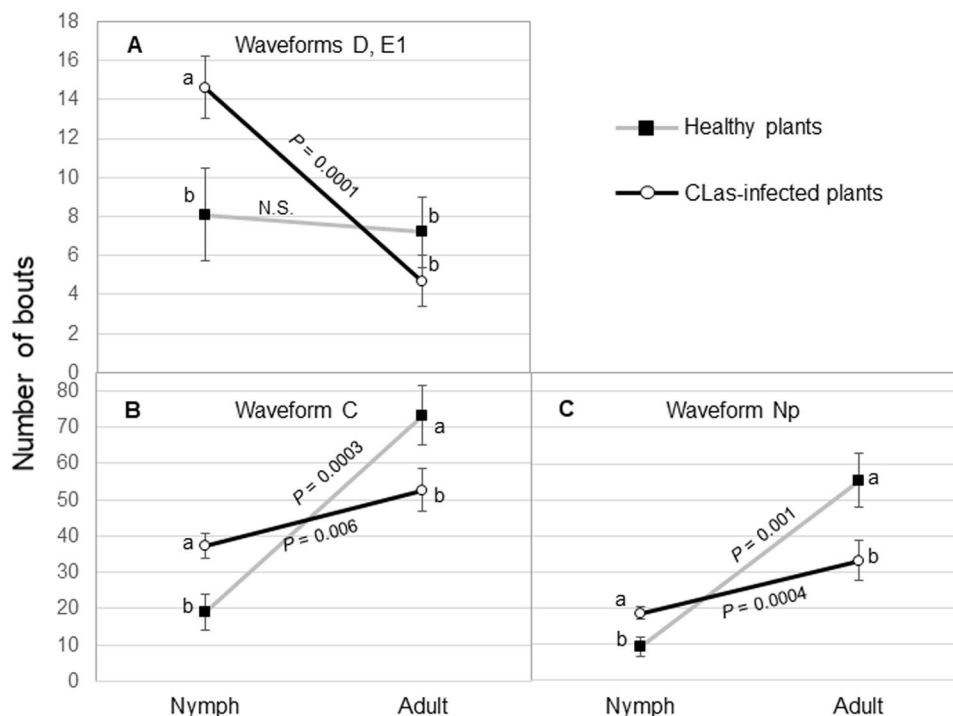 Number of bouts
18
16
14
12
10
8
6
4
2
0
A
Waveforms D, E1
a
b
P = 0.0001
N.S.
b
b
Healthy plants
CLas-infected plants
80
70
60
50
40
30
20
10
0
B
Waveform C
a
b
P = 0.0003
P = 0.006
a
b
Nymph
Adult
C
Waveform Np
a
b
P = 0.001
P = 0.0004
a
b
Nymph
Adult